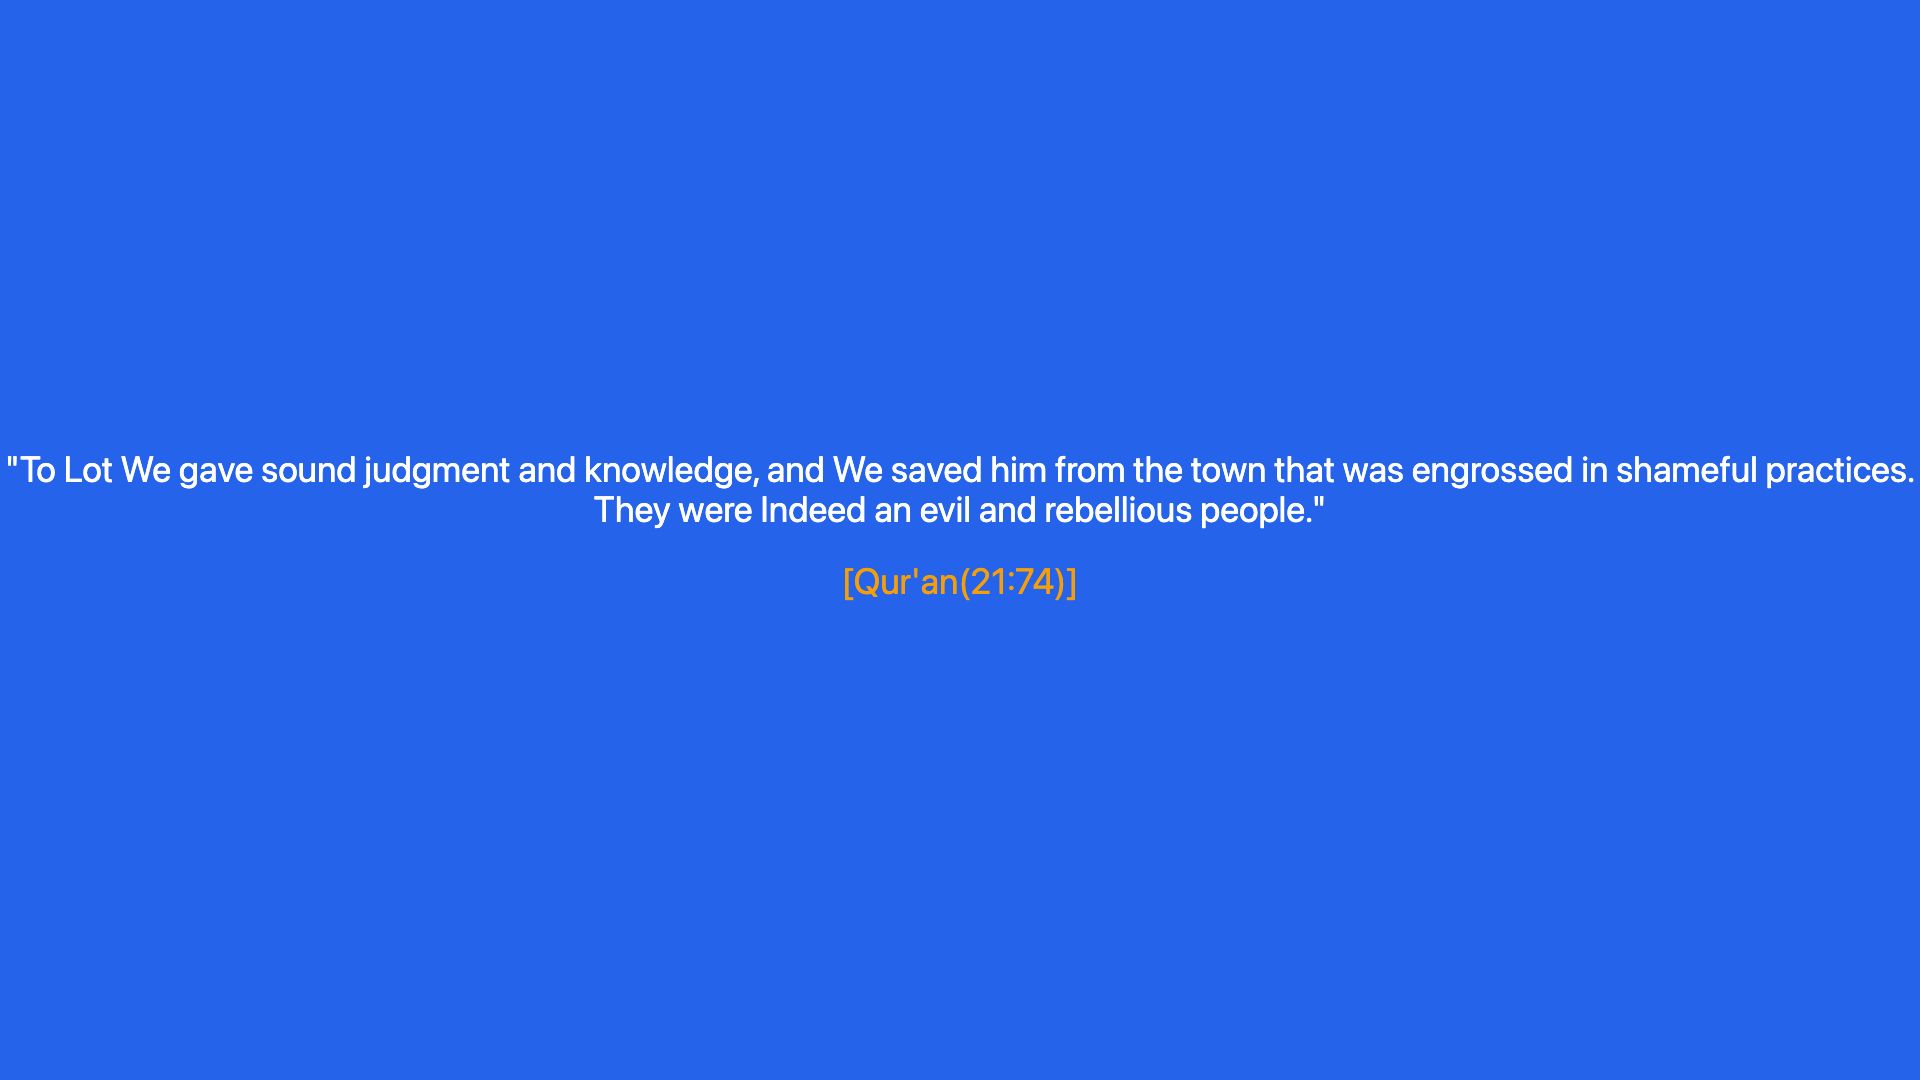 "To Lot We gave sound judgment and knowledge, and We saved him from the town that was engrossed in shameful practices.
They were Indeed an evil and rebellious people."
[Qur'an(21:74)]